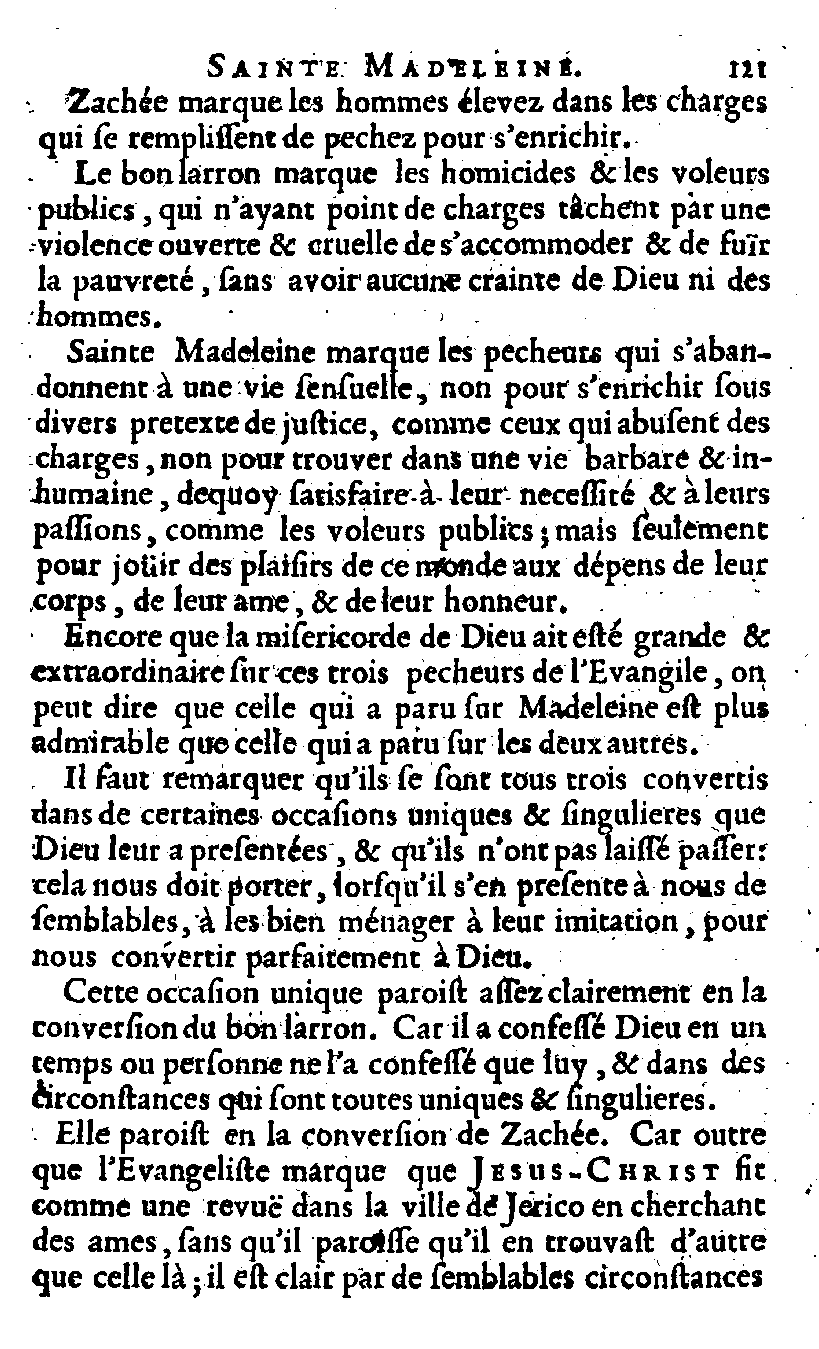 SAINTE MADELEINE. 121
Zachée marque les hommes élevez dans les charges
qui ſe rempliſſent de pechez pour s'enrichir.
Le bon larron marque les homicides & les voleurs
publics, qui n'ayant point de charges tâchent par une
violence ouverte & cruelle de s'accommoder & de fuïr
la pauvreté, ſans avoir aucune crainte de Dieu ni des
hommes.
Sainte Madeleine marque les pecheurs qui s'aban-
donnent à une vie ſenſuelle, non pour s'enrichir ſous
divers pretexte de juſtice, comme ceux qui abuſent des
charges, non pour trouver dans une vie barbare & in-
humaine, dequoy ſatisfaire à leur neceſſité & à leurs
paſſions, comme les voleurs publics; mais ſeulement
pour joüir des plaiſirs de ce monde aux dépens de leur
corps, de leur ame, & de leur honneur.
Encore que la miſericorde de Dieu ait eſté grande &
extraordinaire ſur ces trois pecheurs de l'Evangile, on
peut dire que celle qui a paru ſur Madeleine eſt plus
admirable que celle qui a paru ſur les deux autres.
Il faut remarquer qu'ils ſe ſont tous trois convertis
dans de certaines occaſions uniques & ſingulieres que
Dieu leur a preſentées, & qu'ils n'ont pas laiſſé paſſer:
cela nous doit porter, lorſqu'il s'en preſente à nous de
ſemblables, à les bien ménager à leur imitation, pour
nous convertir parfaitement à Dieu.
Cette occaſion unique paroiſt aſſez clairement en la
converſion du bon larron. Car il a confeſſé Dieu en un
temps ou perſonne ne l'a confeſſé que luy, & dans des
circonſtances qui ſont toutes uniques & ſingulieres.
Elle paroiſt en la converſion de Zachée. Car outre
que l'Evangeliſte marque que JESUS-CHRIST fit
comme une revuë dans la ville de Jerico en cherchant
des ames, ſans qu'il paroiſſe qu'il en trouvaſt d'autre
que celle là; il eſt clair par de ſemblables circonſtances